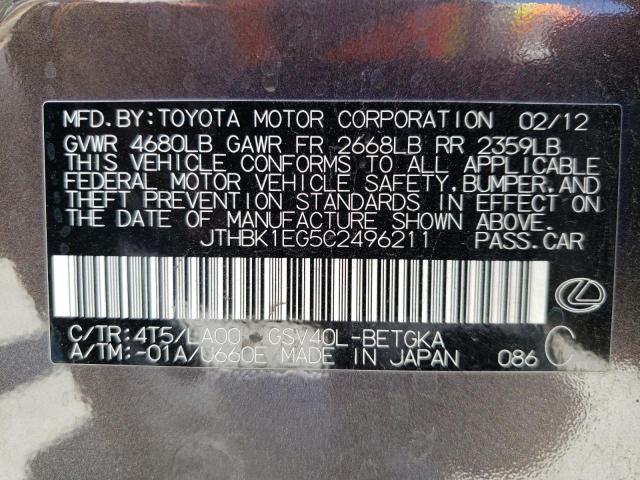 MFD.BY:TOYOTA MOTOR CORPORATION 02/12
GVWR 4680LB GAWR FR 2668LB RR 2359LB
THIS VEHICLE CONFORMS TO ALL APPLICABLE
FEDERAL MOTOR VEHICLE SAFETY,BUMPER,AND
THEFT PREVENTION STANDARDS IN EFFECT ON
THE DATE OF MANUFACTURE SHOWN ABOVE.
JTHBK1EG5C2496211 PASS.CAR
C/TR:4T5/LA00 GSV40L-BETGKA
A/TM:-01A/U660E MADE IN JAPAN 086 C